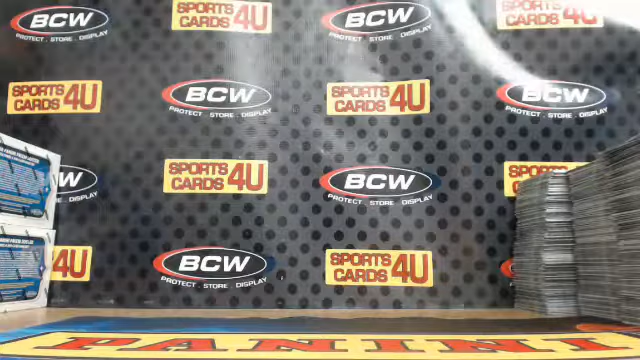 BCW
PROTECT . STORE . DISPLAY
SPORTS
CARDS 4U
BCW
PROTECT . STORE . DISPLAY
SPORTS
CARDS 4U
SPORTS
CARDS 4U
BCW
PROTECT . STORE . DISPLAY
SPORTS
CARDS 4U
BCW
PROTECT . STORE . DISPLAY
SPORTS
CARDS 4U
BCW
PROTECT . STORE . DISPLAY
SPORTS
4U
BCW
PROTECT . STORE . DISPLAY
SPORTS
CARDS 4U
PANINI